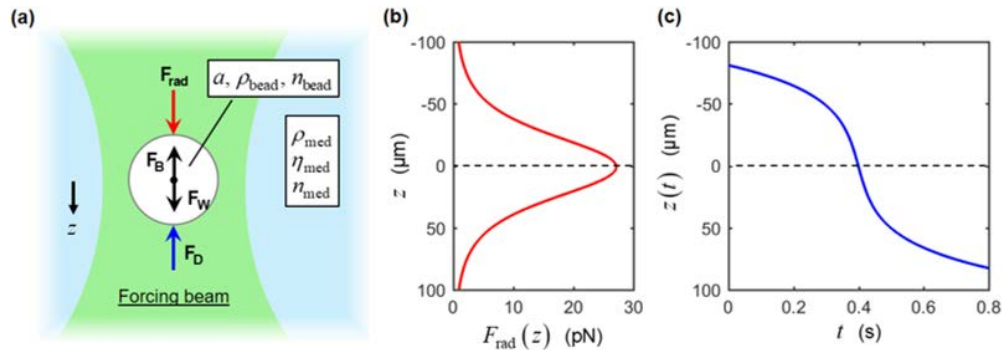 (a)
F_rad
a, ρ_bead, n_bead
F_B
F_W
ρ_med
η_med
n_med
z
F_D
Forcing beam
(b)
-100
-50
0
50
100
z (μm)
0 10 20 30
F_rad(z) (pN)
(c)
-100
-50
0
50
100
z(t) (μm)
0 0.2 0.4 0.6 0.8
t (s)